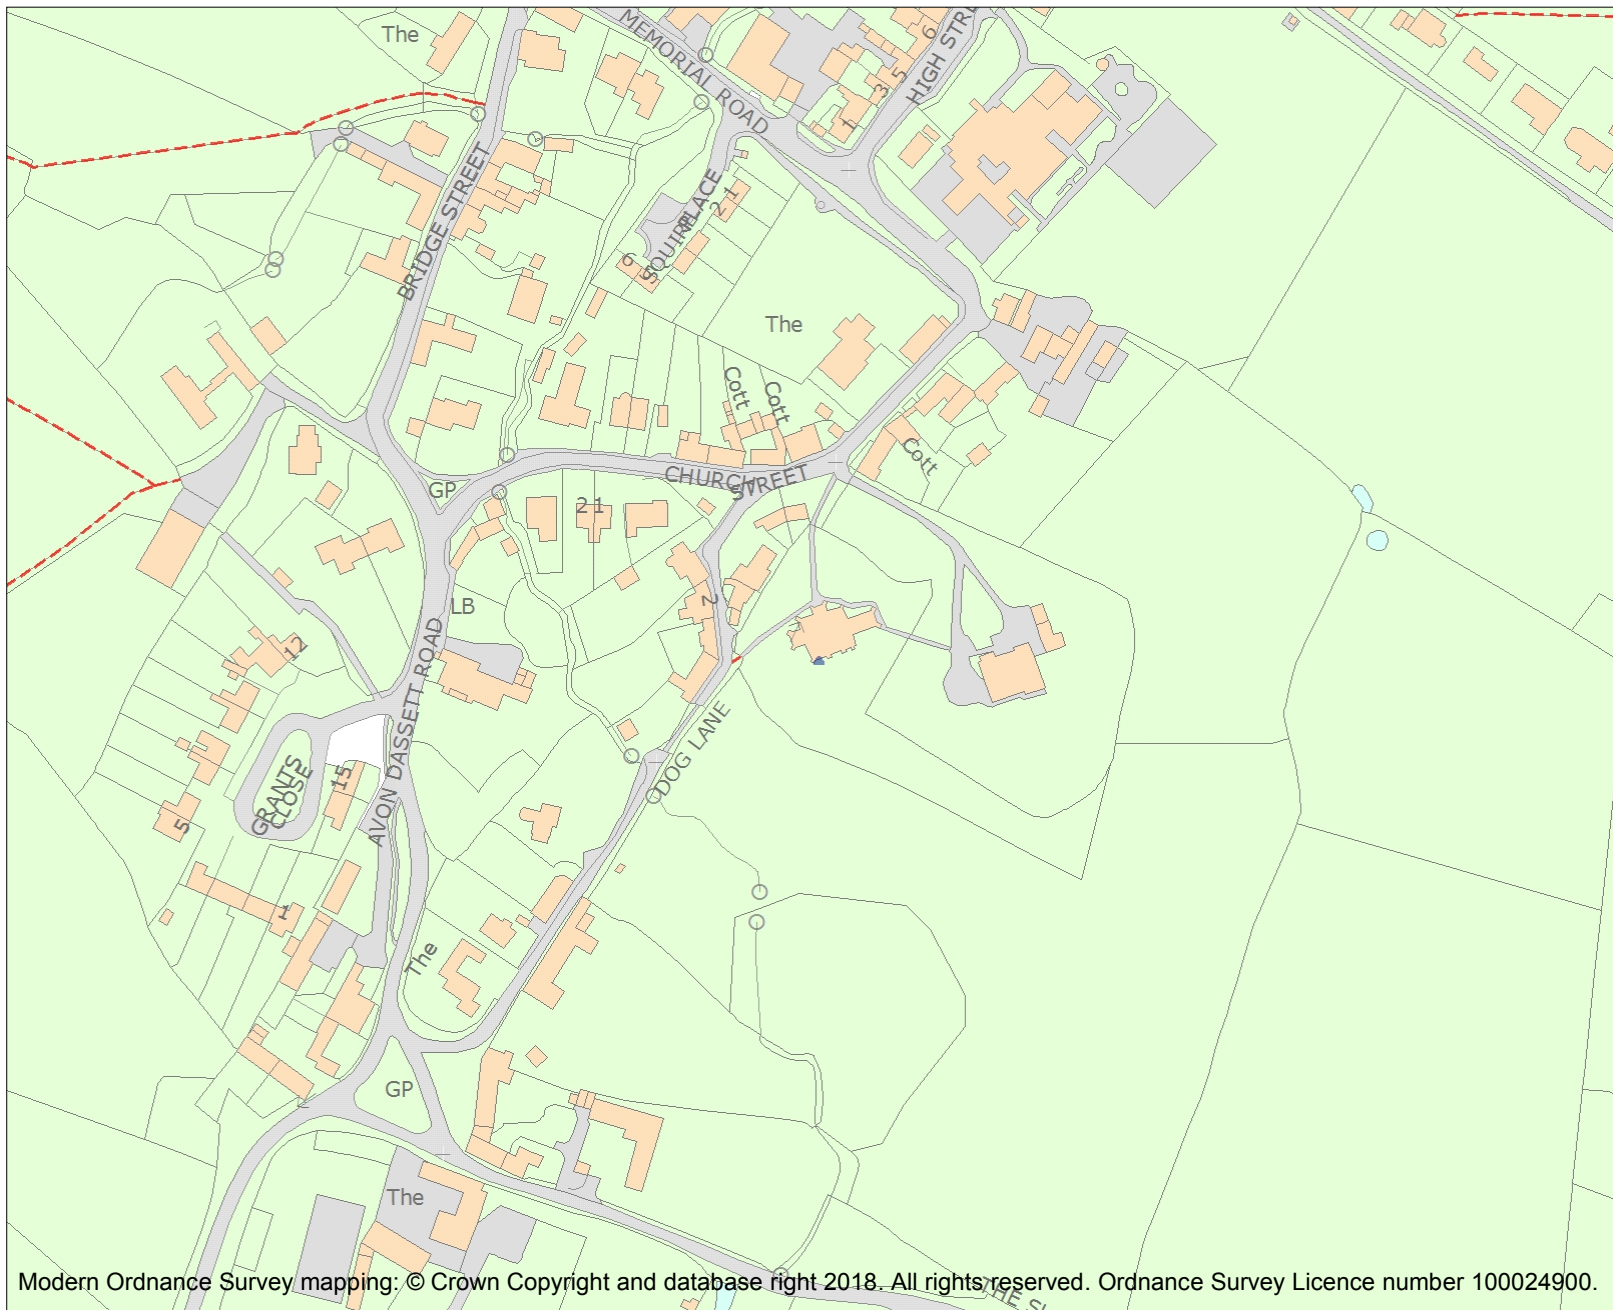 The
MEMORIAL ROAD
HIGH STRE
6
5
3
1
BRIDGE STREET
SQUIRE PLACE
1
2
6
5
The
Cott
Cott
Cott
CHURCH
STREET
GP
2 1
2
LB
12
AVON DASSETT ROAD
DOG LANE
GRANTS
CLOSE
15
5
1
The
GP
The
Modern Ordnance Survey mapping: © Crown Copyright and database right 2018. All rights reserved. Ordnance Survey Licence number 100024900.